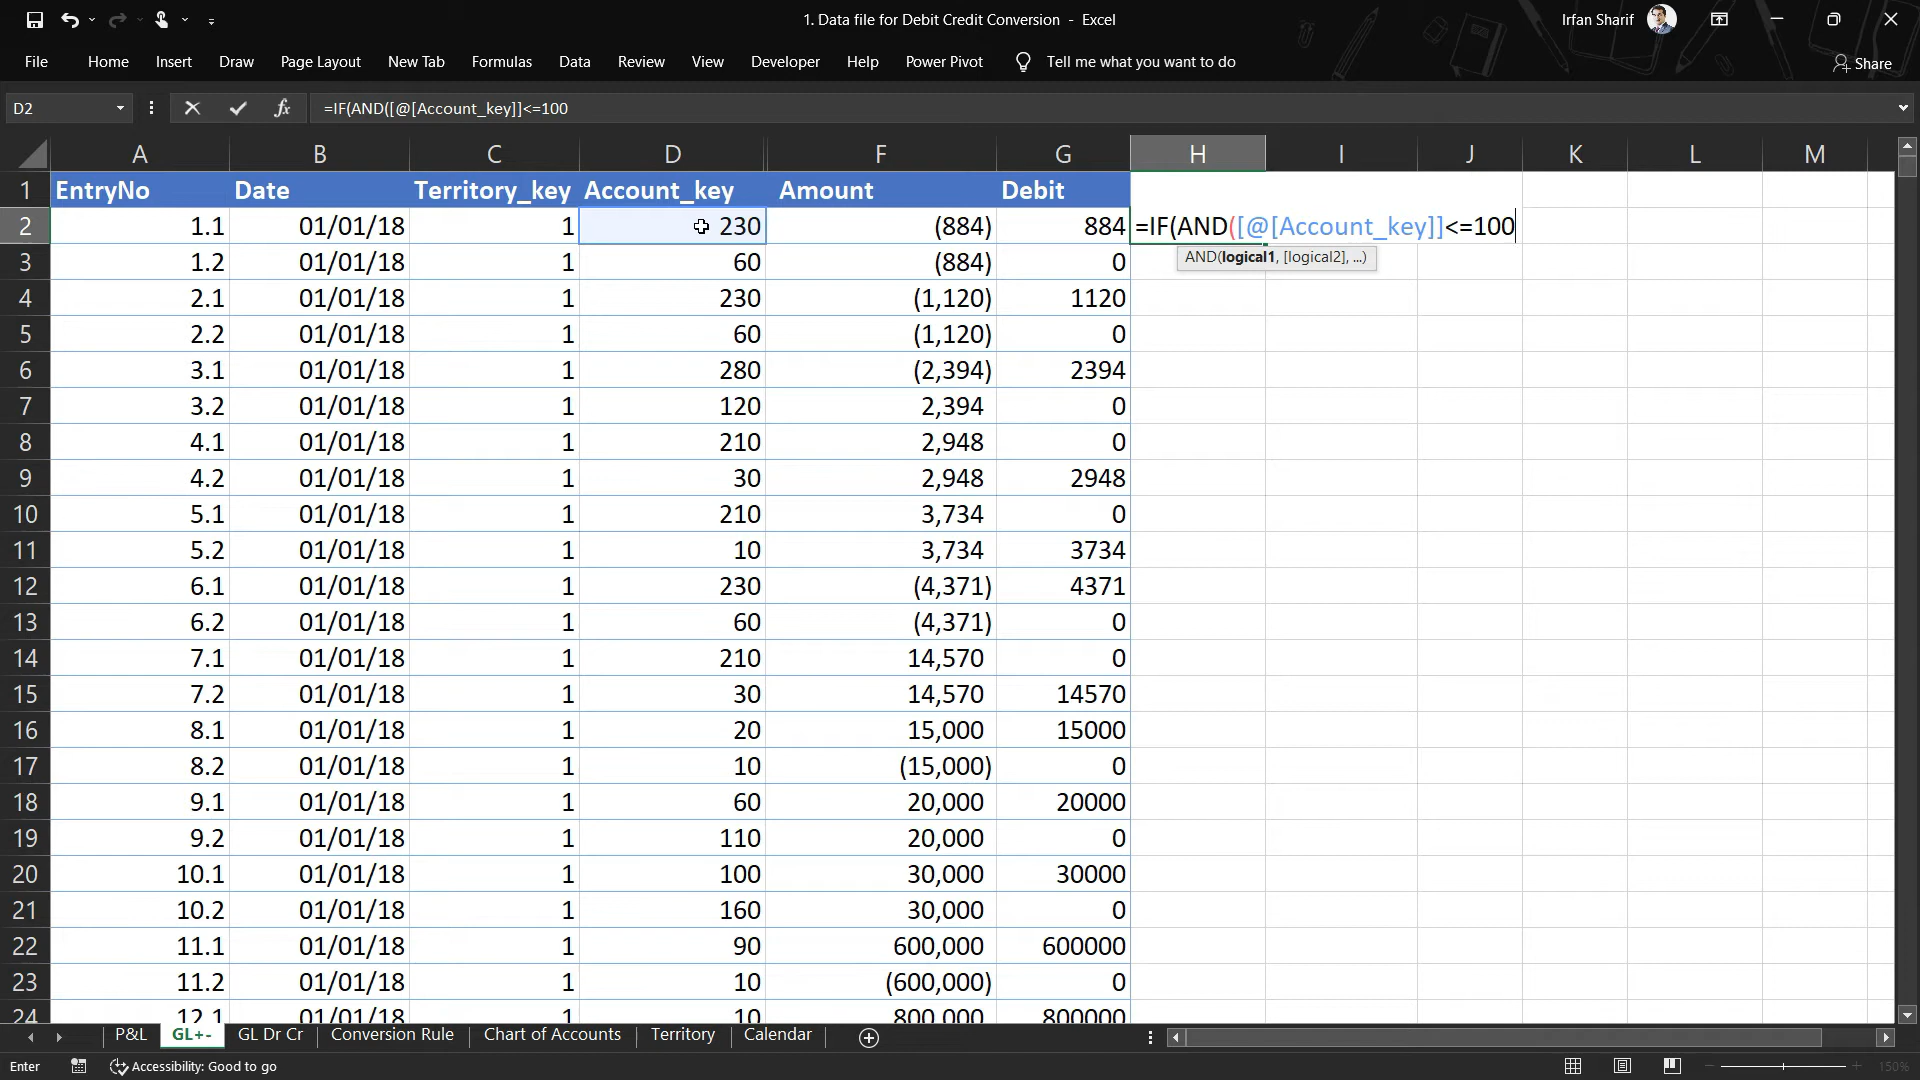 1. Data file for Debit Credit Conversion - Excel
Irfan Sharif
File Home Insert Draw Page Layout New Tab Formulas Data Review View Developer Help Power Pivot Tell me what you want to do Share
D2 fx =IF(AND([@[Account_key]]<=100
A B C D F G H I J K L M
1 EntryNo Date Territory_key Account_key Amount Debit
2 1.1 01/01/18 1 230 (884) 884 =IF(AND([@[Account_key]]<=100
AND(logical1, [logical2], ...)
3 1.2 01/01/18 1 60 (884) 0
4 2.1 01/01/18 1 230 (1,120) 1120
5 2.2 01/01/18 1 60 (1,120) 0
6 3.1 01/01/18 1 280 (2,394) 2394
7 3.2 01/01/18 1 120 2,394 0
8 4.1 01/01/18 1 210 2,948 0
9 4.2 01/01/18 1 30 2,948 2948
10 5.1 01/01/18 1 210 3,734 0
11 5.2 01/01/18 1 10 3,734 3734
12 6.1 01/01/18 1 230 (4,371) 4371
13 6.2 01/01/18 1 60 (4,371) 0
14 7.1 01/01/18 1 210 14,570 0
15 7.2 01/01/18 1 30 14,570 14570
16 8.1 01/01/18 1 20 15,000 15000
17 8.2 01/01/18 1 10 (15,000) 0
18 9.1 01/01/18 1 60 20,000 20000
19 9.2 01/01/18 1 110 20,000 0
20 10.1 01/01/18 1 100 30,000 30000
21 10.2 01/01/18 1 160 30,000 0
22 11.1 01/01/18 1 90 600,000 600000
23 11.2 01/01/18 1 10 (600,000) 0
24 12.1 01/01/18 1 10 800,000 800000
P&L GL+- GL Dr Cr Conversion Rule Chart of Accounts Territory Calendar
Enter Accessibility: Good to go 150%